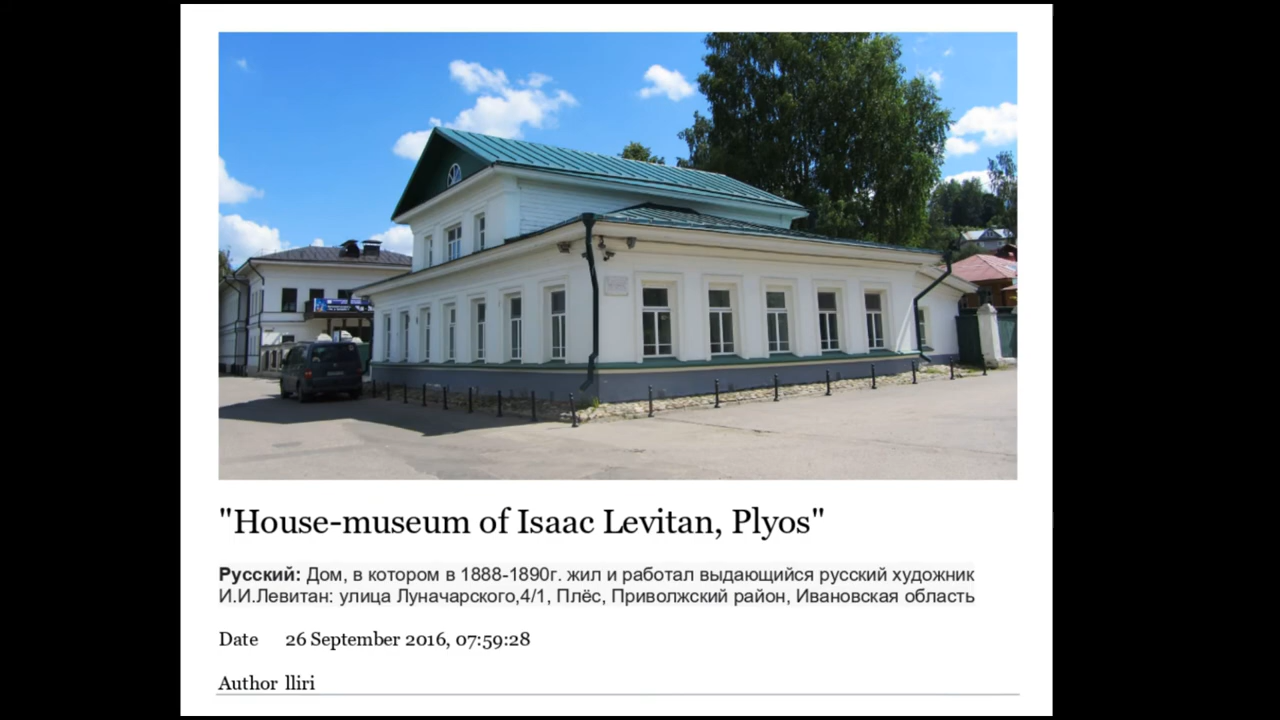 "House-museum of Isaac Levitan, Plyos"
Русский: Дом, в котором в 1888-1890г. жил и работал выдающийся русский художник
И.И.Левитан: улица Луначарского,4/1, Плёс, Приволжский район, Ивановская область
Date 26 September 2016, 07:59:28
Author lliri